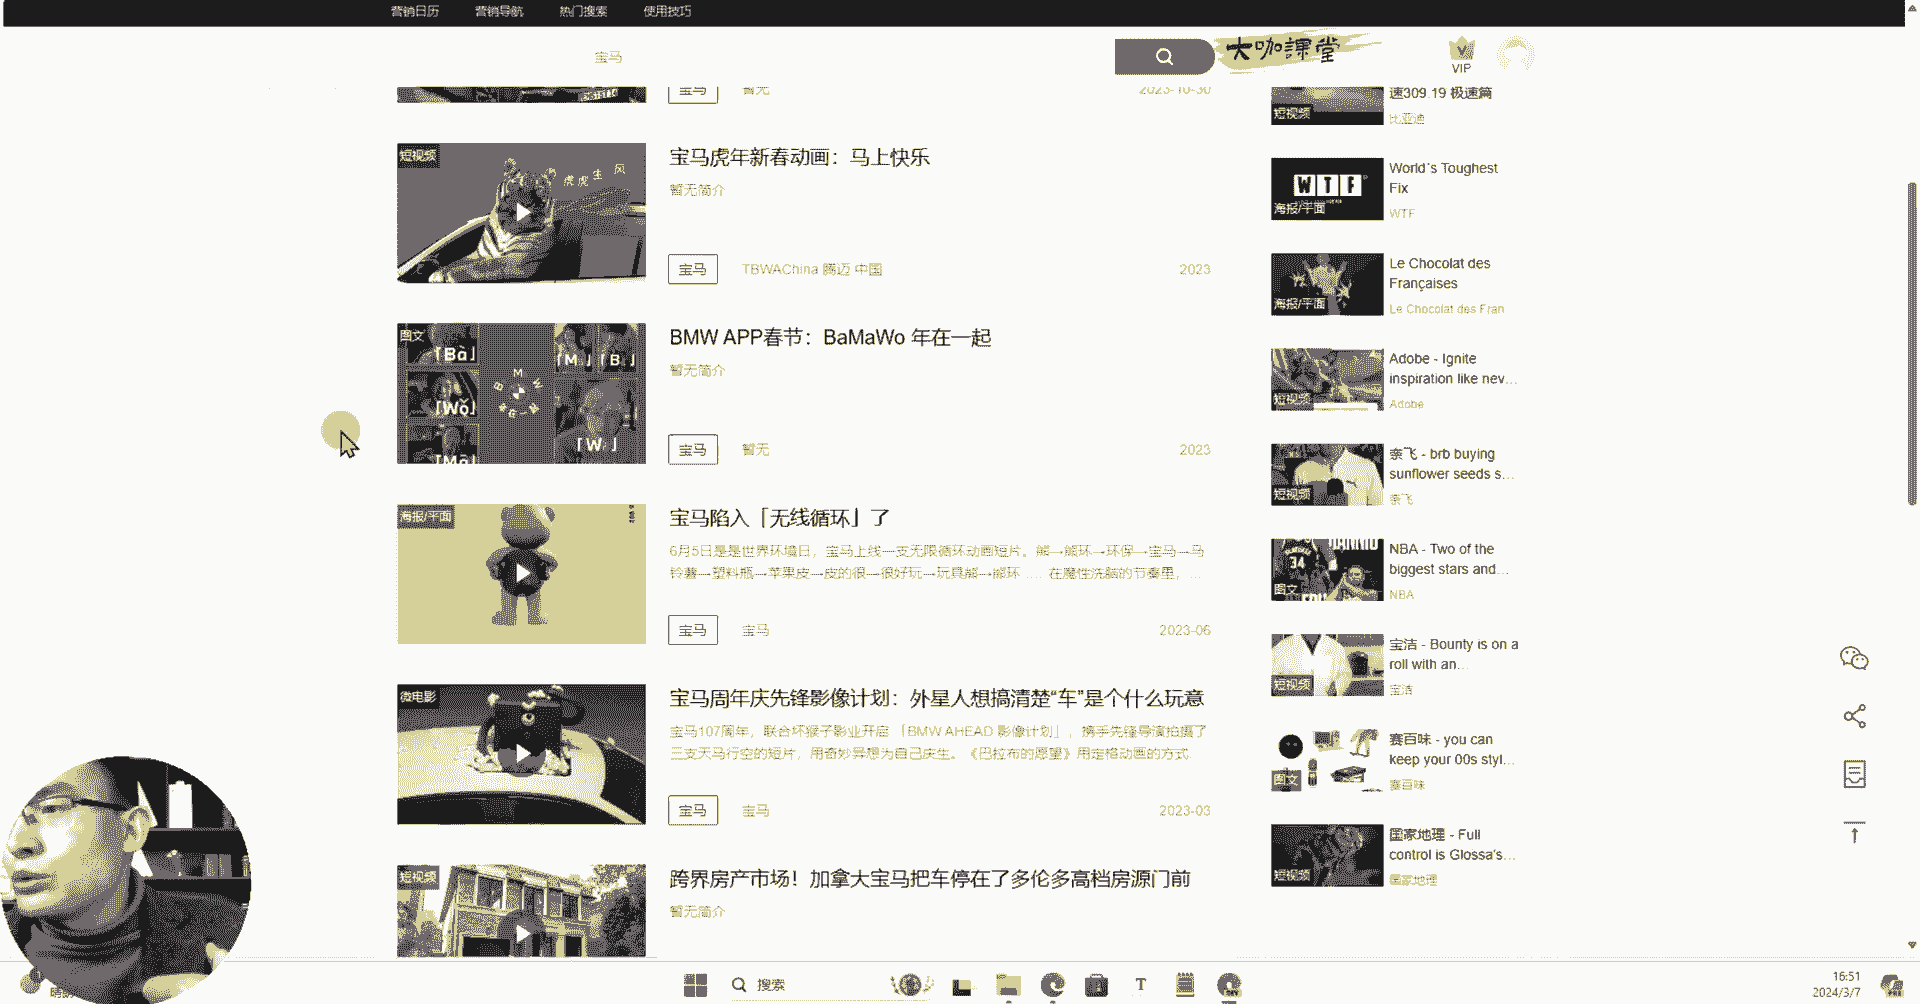 营销日历
营销导航
热门搜索
使用技巧
宝马
大咖課堂
VIP
宝马
暂无
2023-10-30
短视频
虎虎生风
宝马虎年新春动画：马上快乐
暂无简介
宝马
TBWAChina 腾迈 中国
2023
图文
「Bà」
「M.」
「B.」
「Wǒ」
「W.」
BMW APP春节：BaMaWo 年在一起
暂无简介
宝马
暂无
2023
海报/平面
宝马陷入「无线循环」了
6月5日是是世界环境日，宝马上线一支无限循环动画短片。熊→熊环→环保→宝马→马
铃薯→塑料瓶→苹果皮→皮的很→很好玩→玩具熊→熊环 ...... 在魔性洗脑的节奏里，...
宝马
宝马
2023-06
微电影
宝马周年庆先锋影像计划：外星人想搞清楚“车”是个什么玩意
宝马107周年，联合坏猴子影业开启「BMW AHEAD 影像计划」，携手先锋导演拍摄了
三支天马行空的短片，用奇妙异想为自己庆生。《巴拉布的愿望》用定格动画的方式
宝马
宝马
2023-03
短视频
跨界房产市场！加拿大宝马把车停在了多伦多高档房源门前
暂无简介
短视频
速309.19 极速篇
比亚迪
WTF
海报/平面
World`s Toughest
Fix
WTF
海报/平面
Le Chocolat des
Françaises
Le Chocolat des Fran
短视频
Adobe - Ignite
inspiration like nev...
Adobe
短视频
奈飞 - brb buying
sunflower seeds s...
奈飞
34
图文
NBA - Two of the
biggest stars and...
NBA
短视频
宝洁 - Bounty is on a
roll with an...
宝洁
图文
赛百味 - you can
keep your 00s styl...
赛百味
短视频
国家地理 - Full
control is Glossa's...
国家地理
搜索
T
DEV
16:51
2024/3/7
PRE